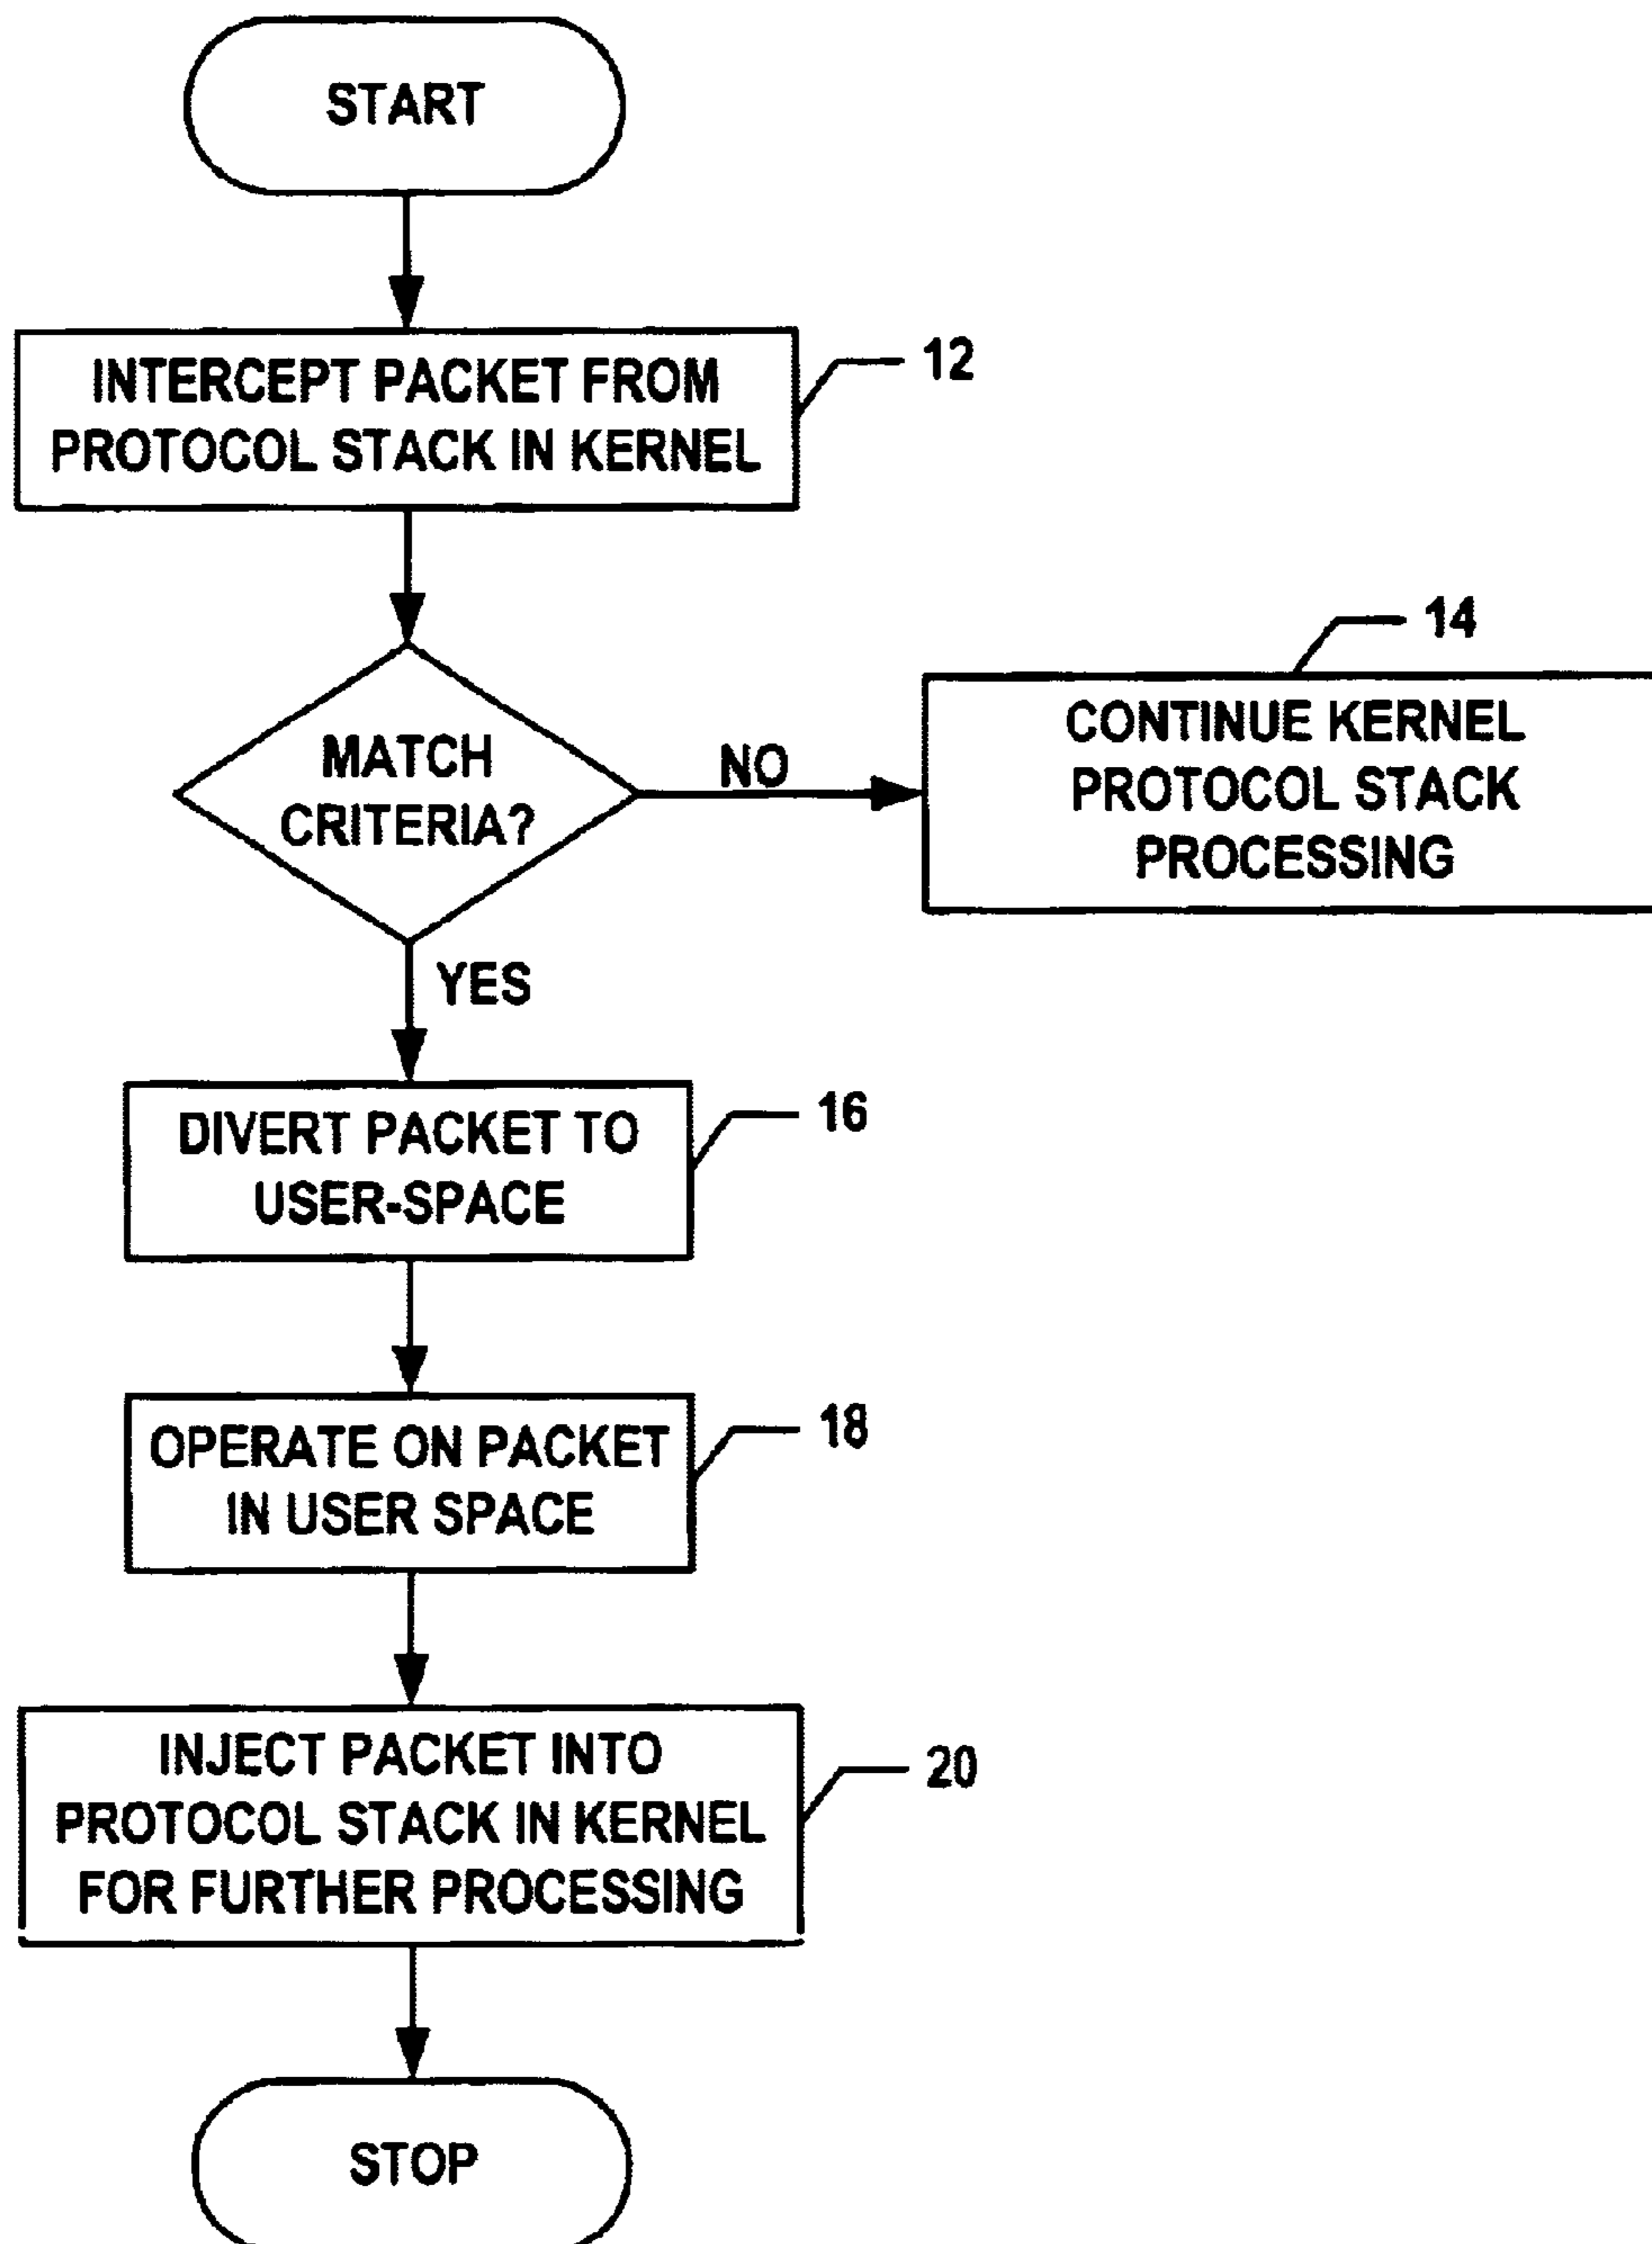 START
INTERCEPT PACKET FROM
PROTOCOL STACK IN KERNEL
12
MATCH
CRITERIA?
NO
14
CONTINUE KERNEL
PROTOCOL STACK
PROCESSING
YES
DIVERT PACKET TO
USER-SPACE
16
OPERATE ON PACKET
IN USER SPACE
18
INJECT PACKET INTO
PROTOCOL STACK IN KERNEL
FOR FURTHER PROCESSING
20
STOP